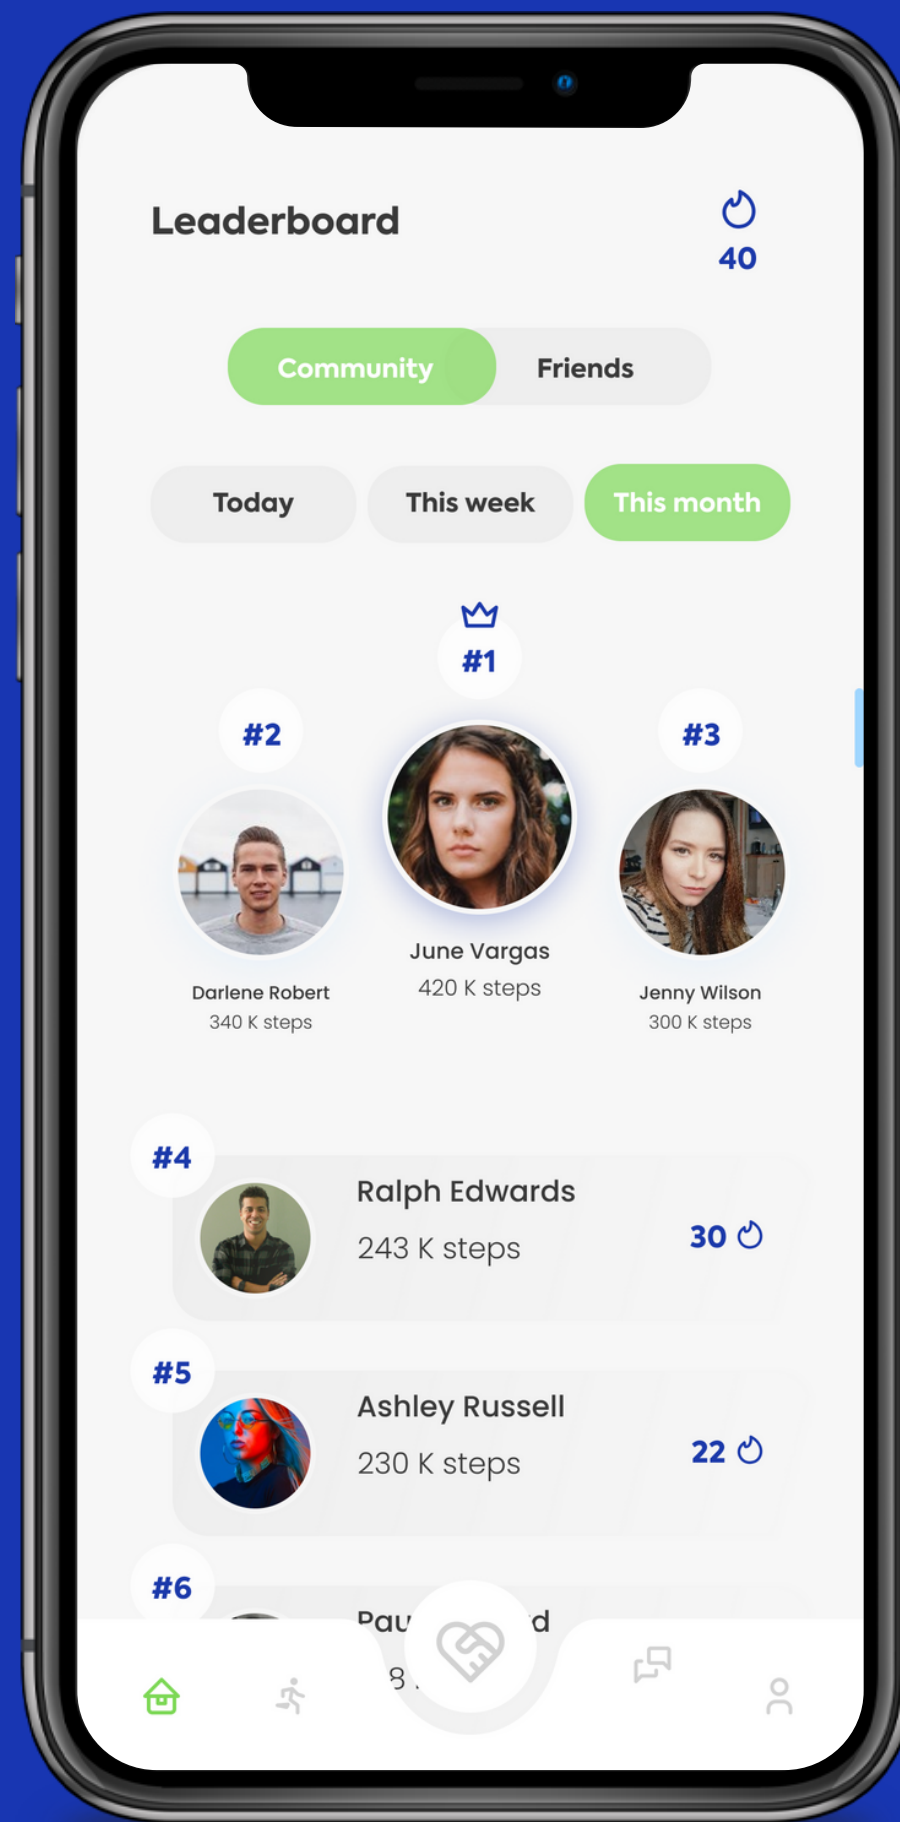 Leaderboard
40
Community Friends
Today This week This month
#1
#2
#3
June Vargas
420 K steps
Darlene Robert
340 K steps
Jenny Wilson
300 K steps
#4
Ralph Edwards
243 K steps
30
#5
Ashley Russell
230 K steps
22
#6